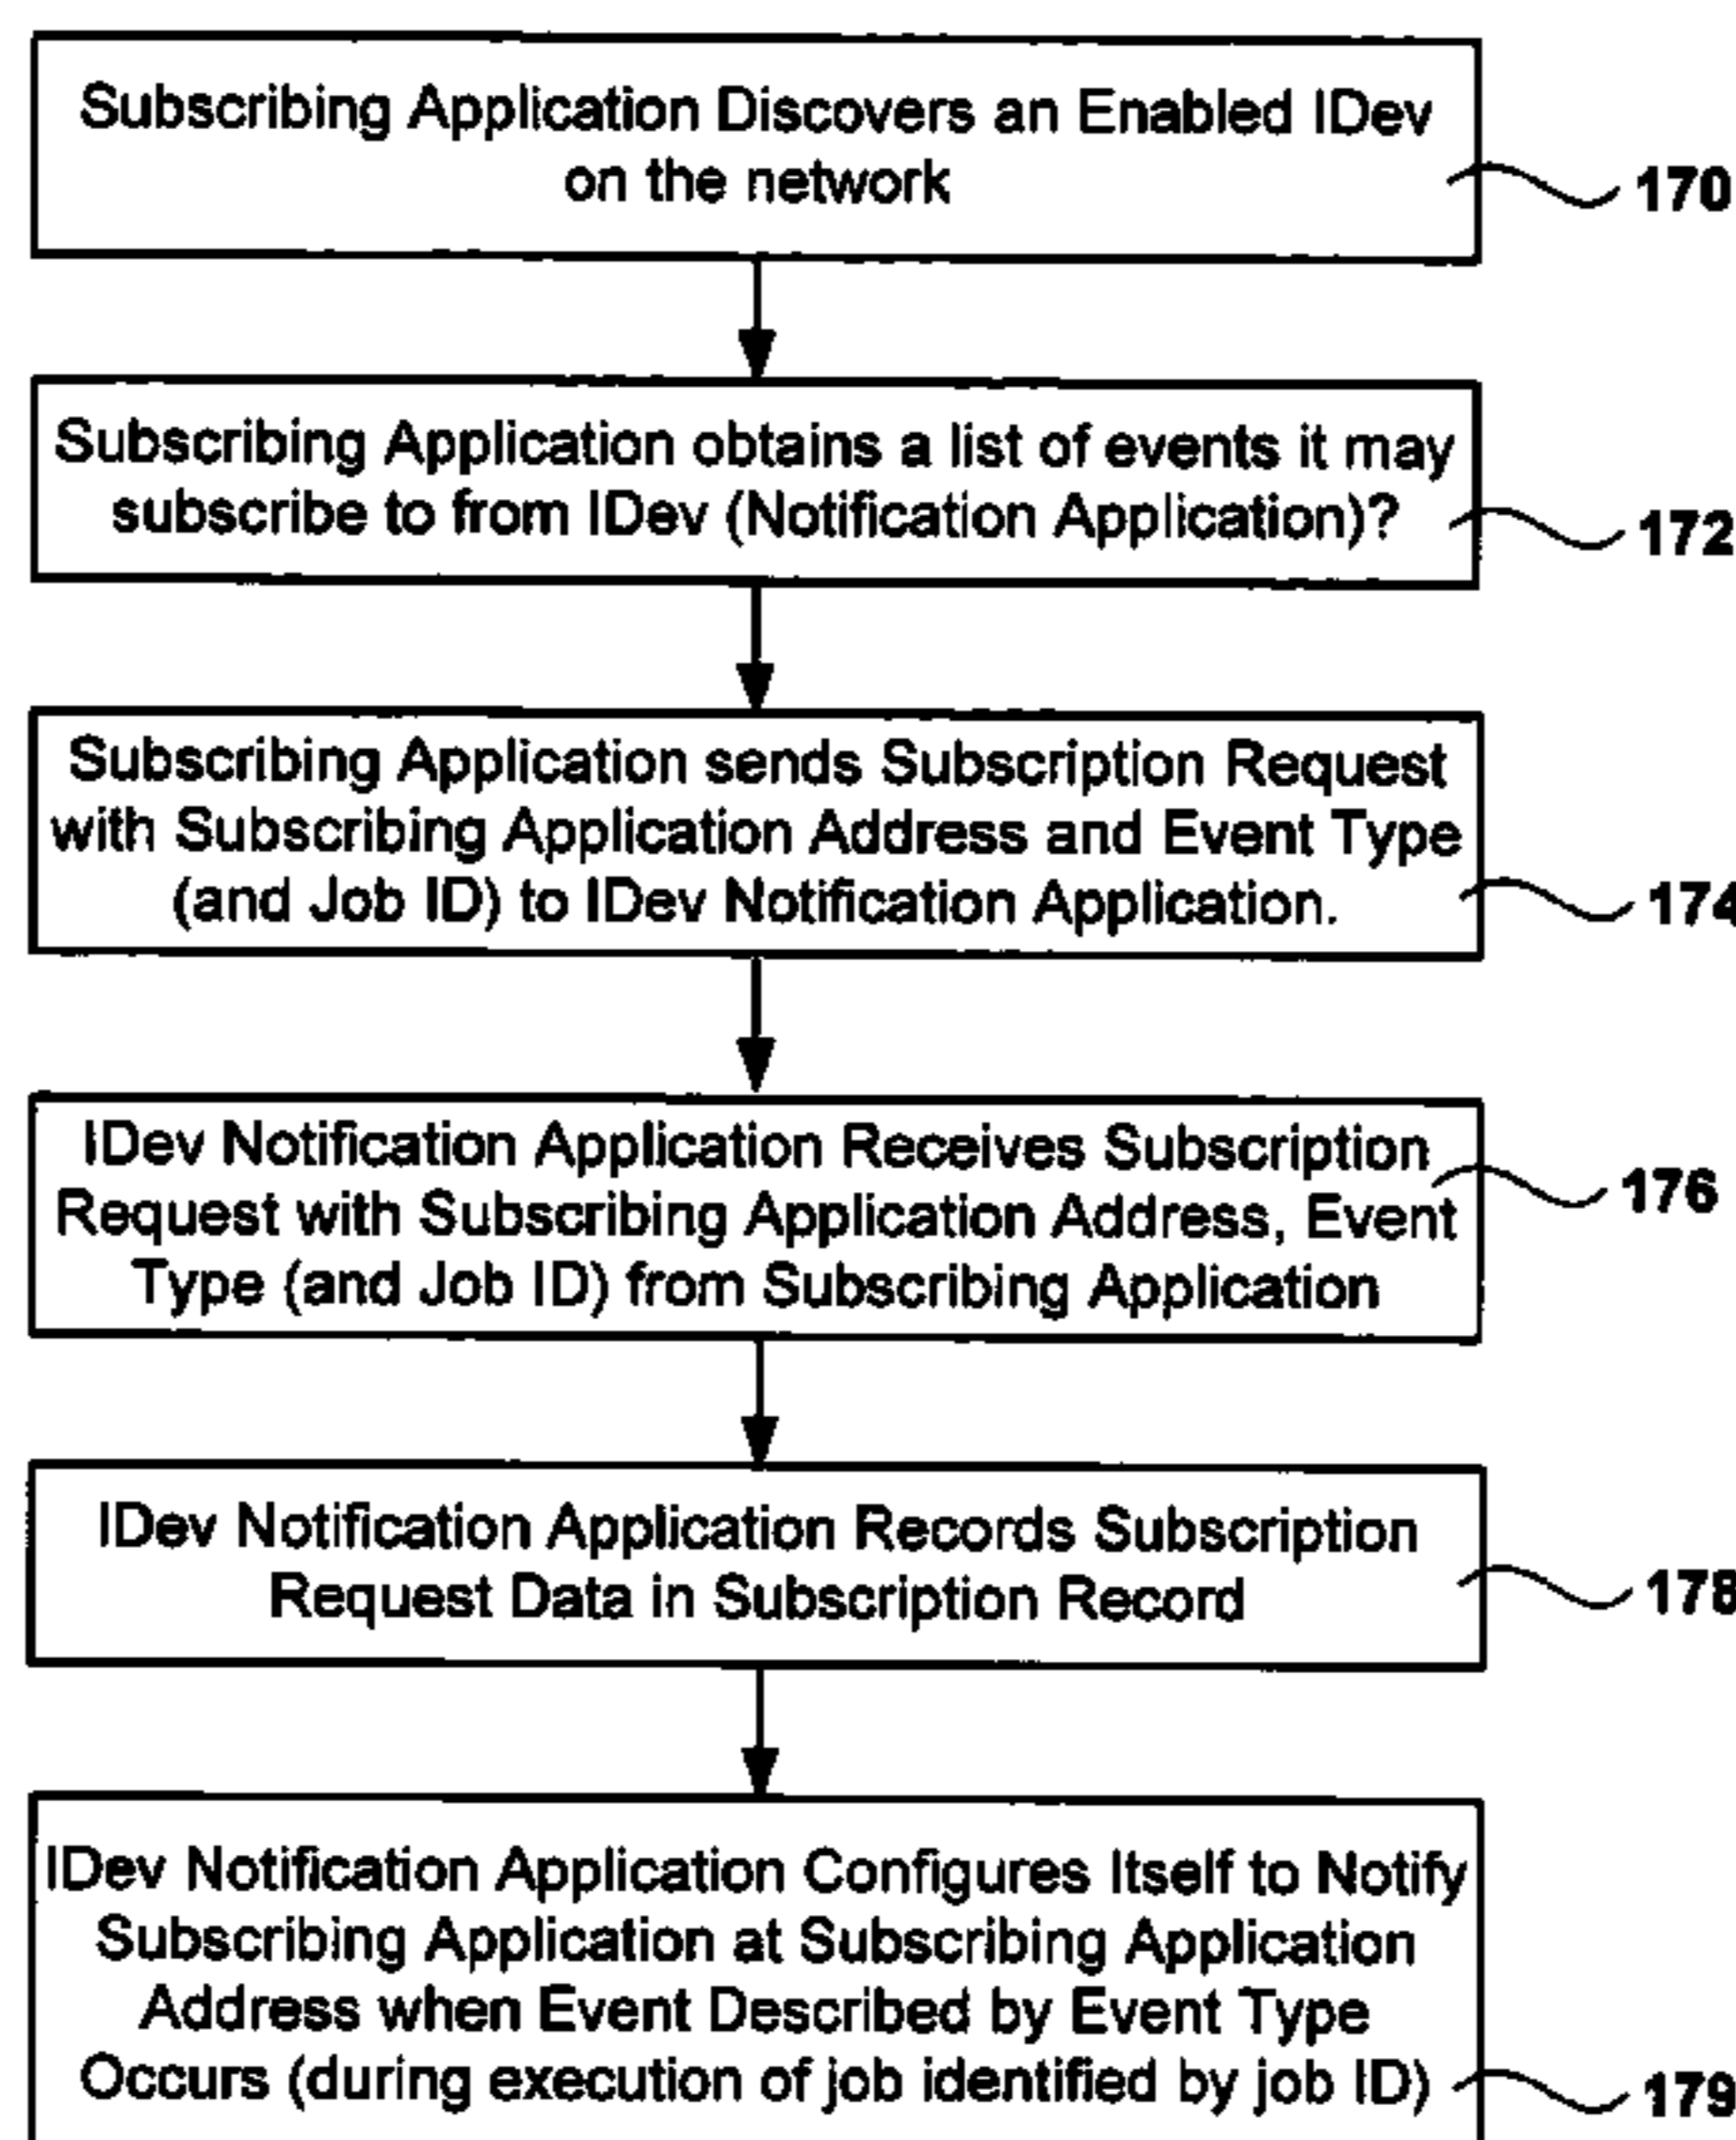 Subscribing Application Discovers an Enabled IDev
on the network
170
Subscribing Application obtains a list of events it may
subscribe to from IDev (Notification Application)?
172
Subscribing Application sends Subscription Request
with Subscribing Application Address and Event Type
(and Job ID) to IDev Notification Application.
174
IDev Notification Application Receives Subscription
Request with Subscribing Application Address, Event
Type (and Job ID) from Subscribing Application
176
IDev Notification Application Records Subscription
Request Data in Subscription Record
178
IDev Notification Application Configures Itself to Notify
Subscribing Application at Subscribing Application
Address when Event Described by Event Type
Occurs (during execution of job identified by job ID)
179